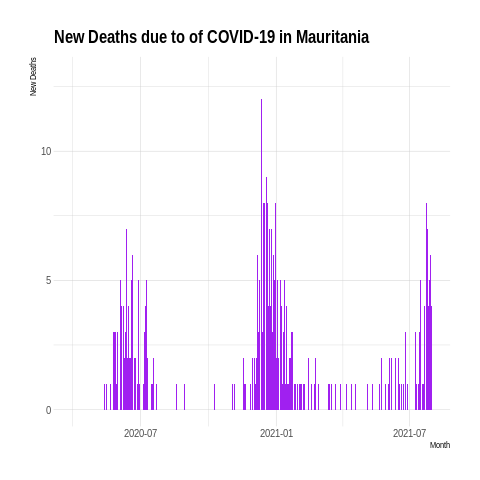 New Deaths due to of COVID-19 in Mauritania
New Deaths
10
5
0
2020-07
2021-01
2021-07
Month